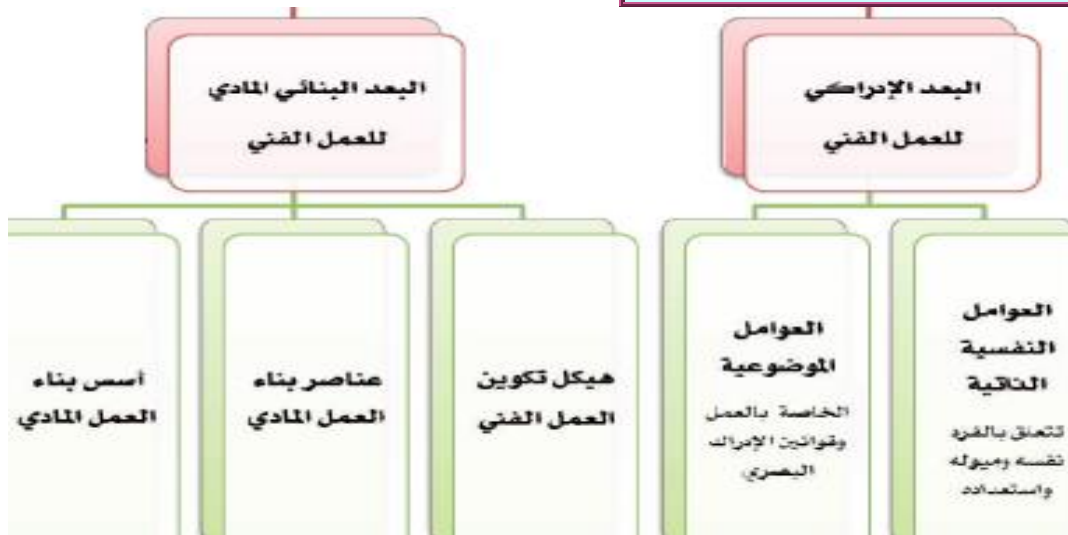 البعد الإدراكي
للعمل الفني
العوامل
النفسية
الذاتية
تتعلق بالفرد
نفسه وميوله
واستعداده
العوامل
الموضوعية
الخاصة بالعمل
وقوانين الإدراك
البصري
البعد البنائي المادي
للعمل الفني
هيكل تكوين
العمل الفني
عناصر بناء
العمل المادي
أسس بناء
العمل المادي